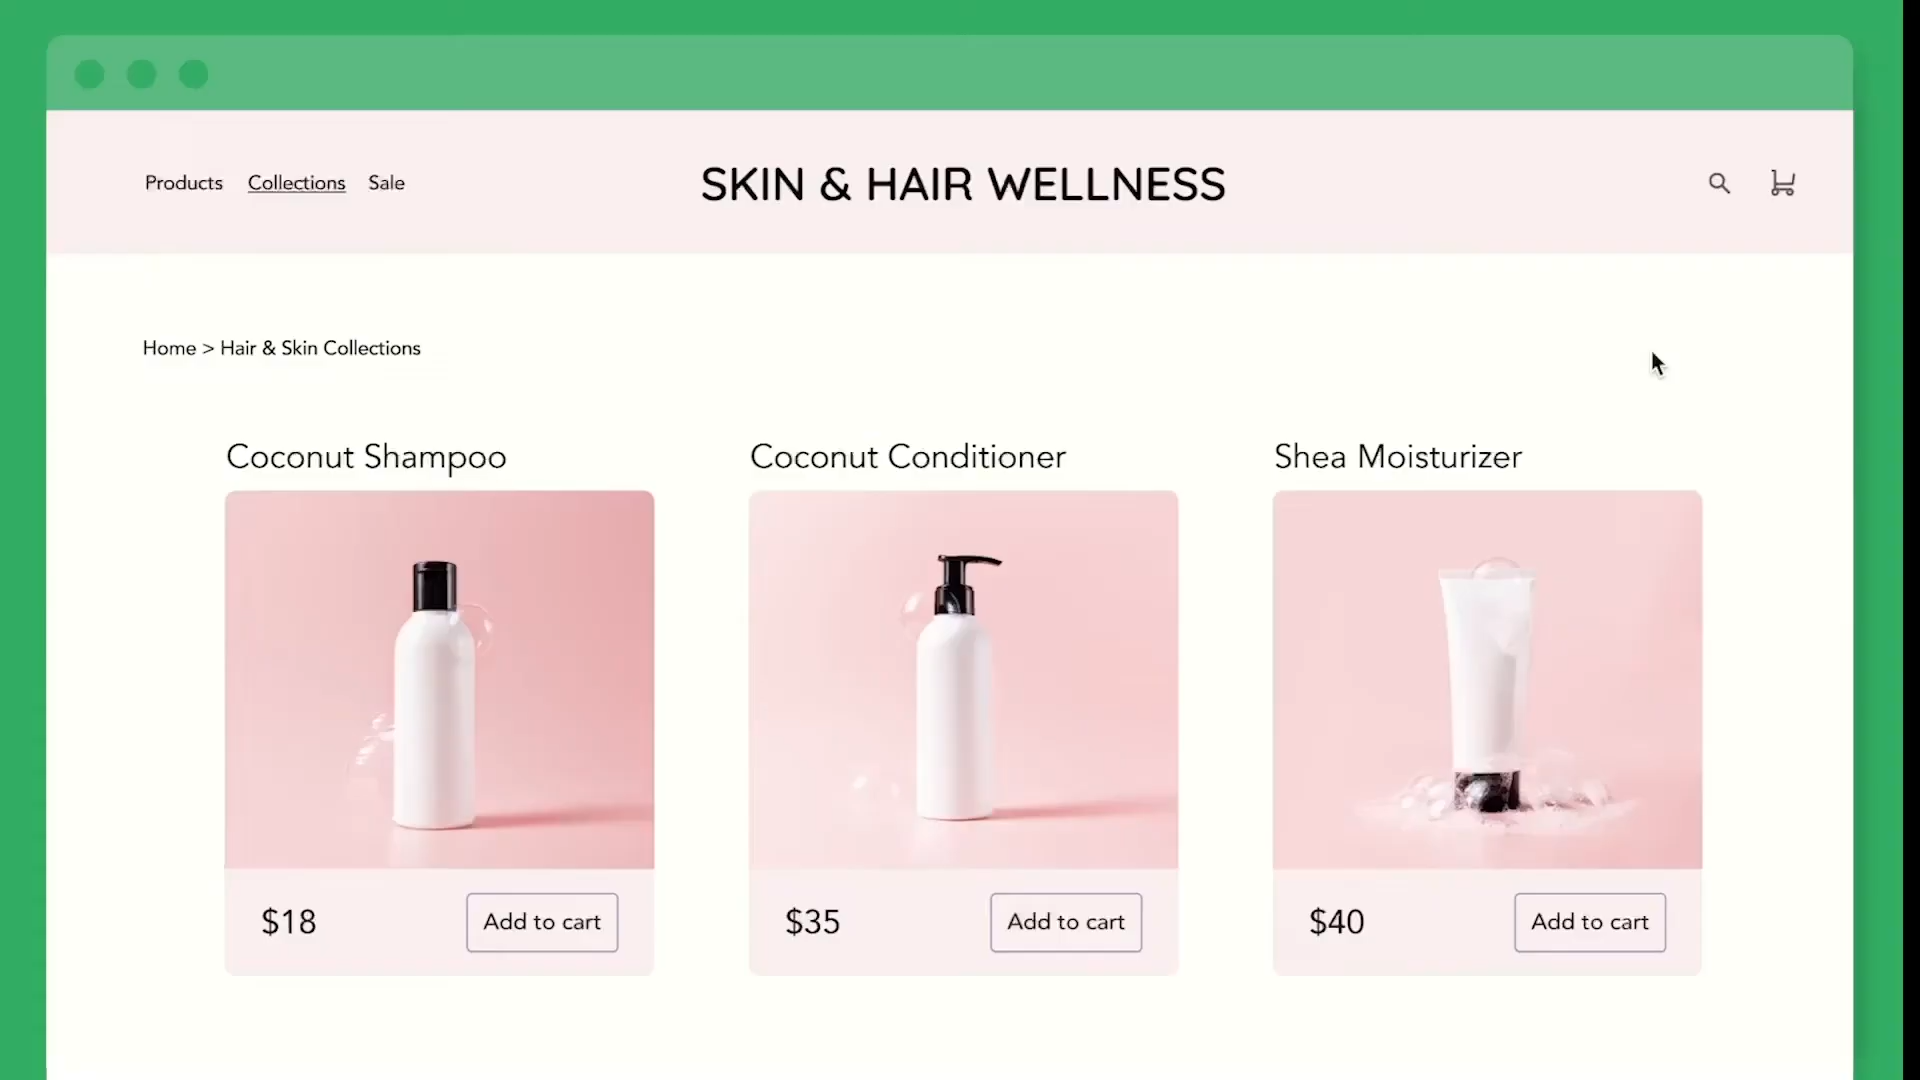 Products Collections Sale
SKIN & HAIR WELLNESS
Home > Hair & Skin Collections
Coconut Shampoo
Coconut Conditioner
Shea Moisturizer
$18 Add to cart
$35 Add to cart
$40 Add to cart